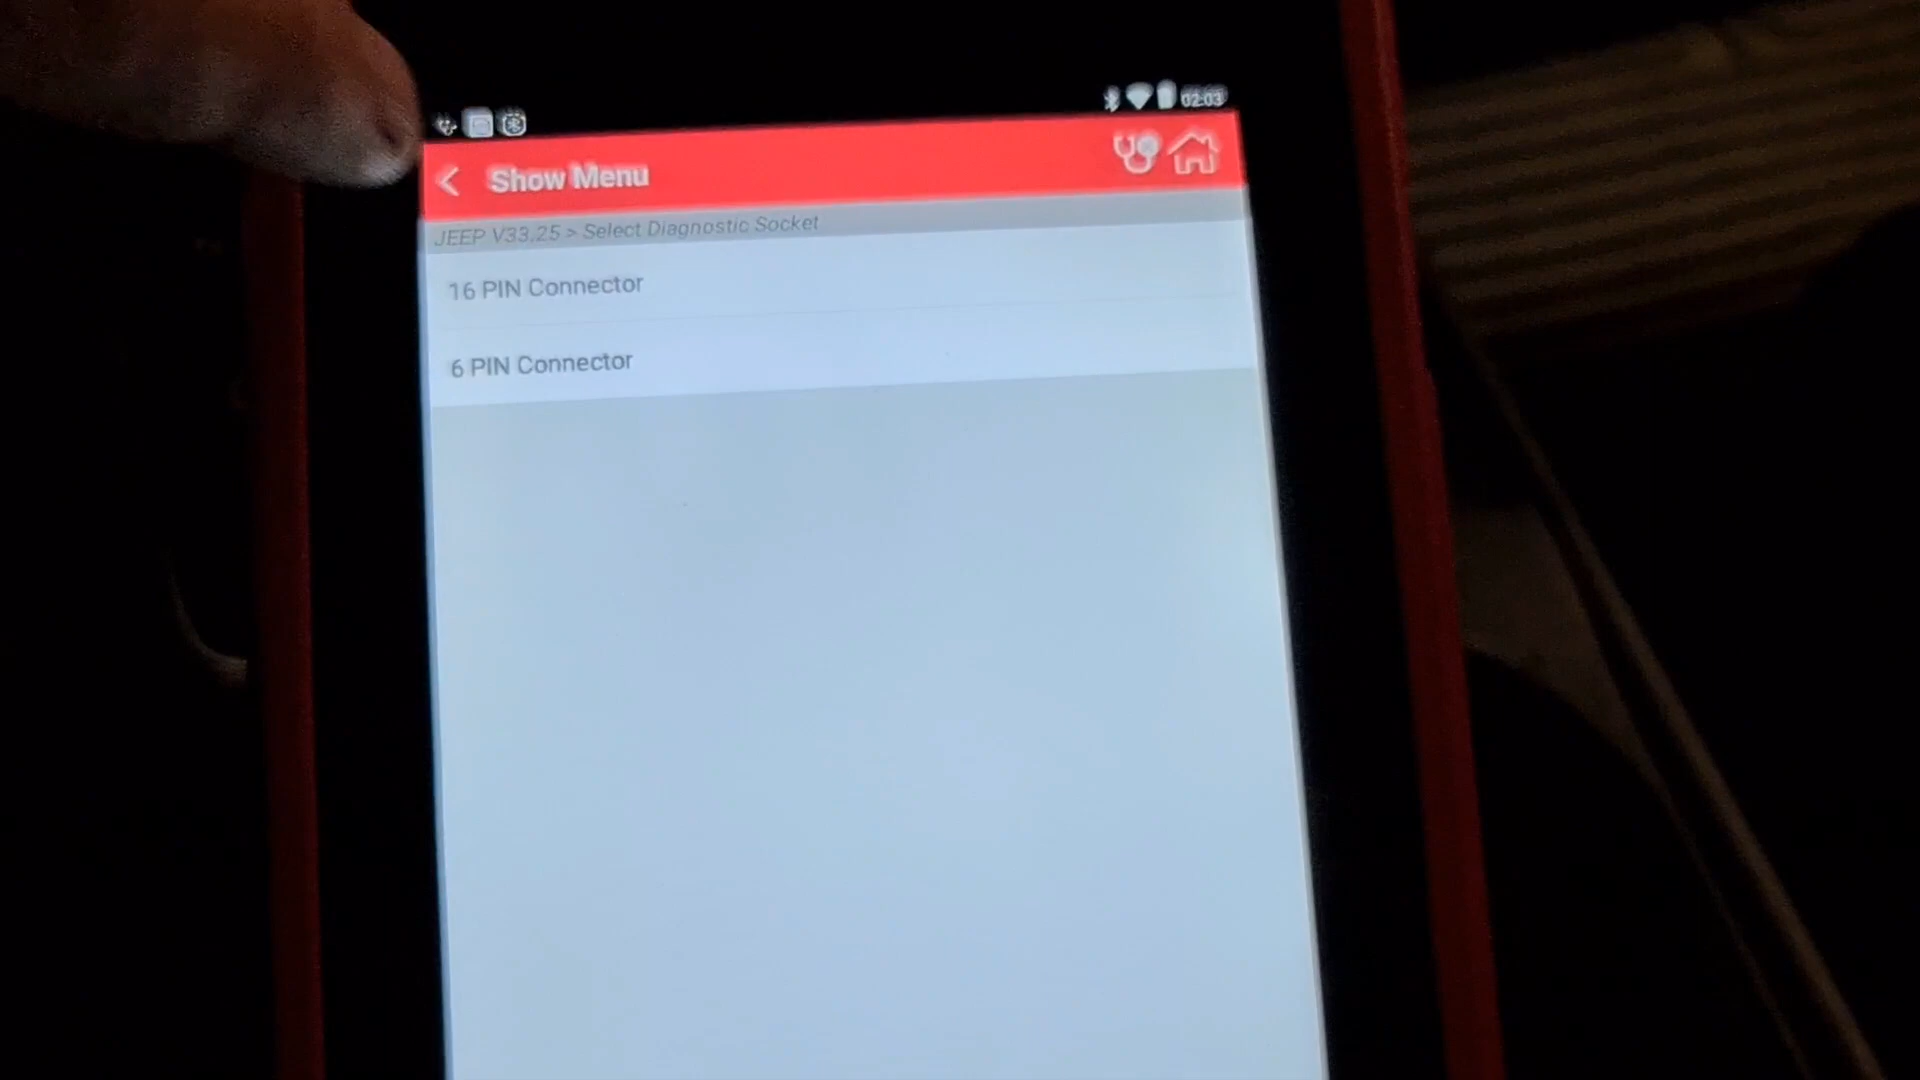 02:03
Show Menu
JEEP V33.25 > Select Diagnostic Socket
16 PIN Connector
6 PIN Connector